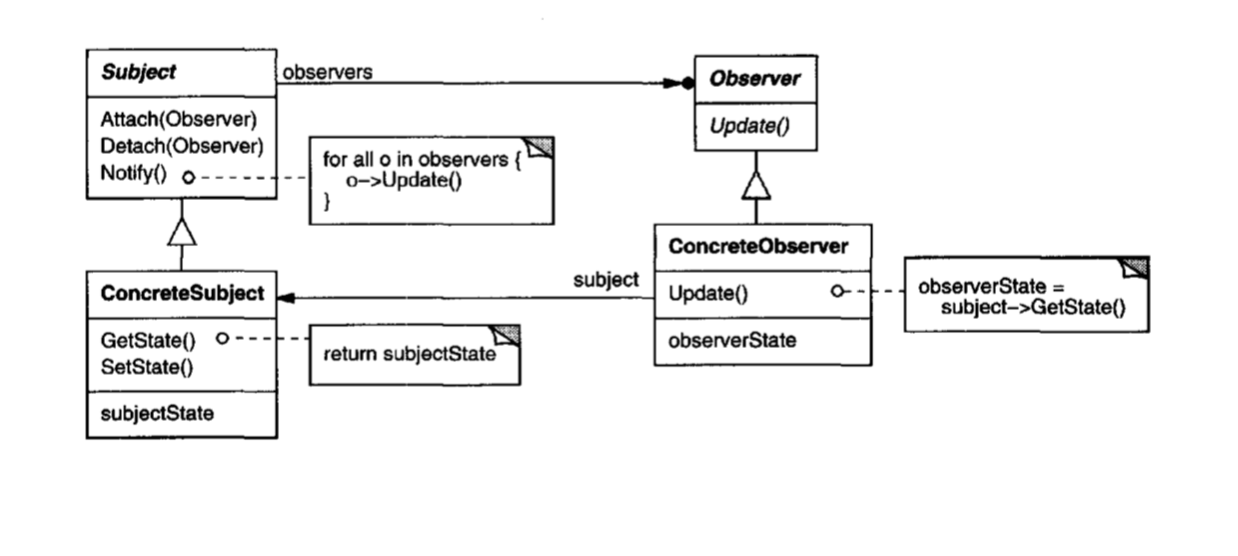 Subject
Attach(Observer)
Detach(Observer)
Notify()
observers
for all o in observers {
o->Update()
}
Observer
Update()
ConcreteSubject
GetState()
SetState()
subjectState
return subjectState
subject
ConcreteObserver
Update()
observerState
observerState =
subject->GetState()